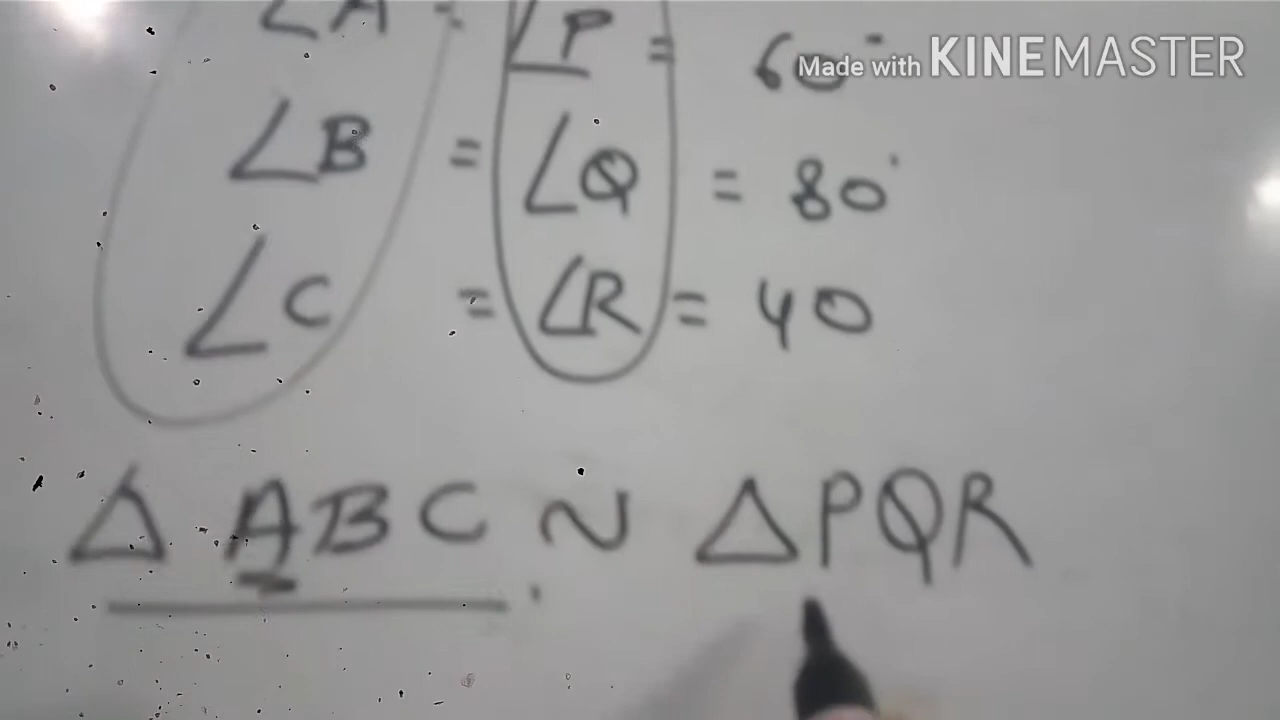 ∠A = ∠P = 60°
Made with KINEMASTER
∠B = ∠Q = 80°
∠C = ∠R = 40
△ ABC ~ △PQR